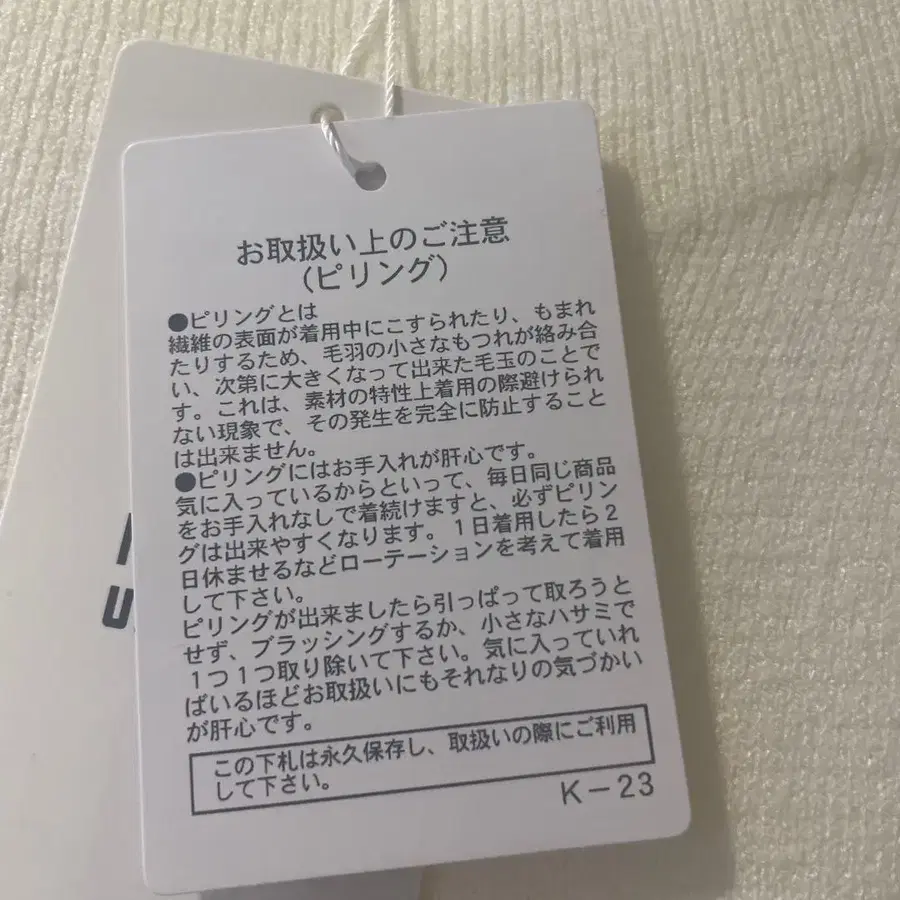 お取扱い上のご注意
（ピリング）
●ピリングとは
繊維の表面が着用中にこすられたり、もまれ
たりするため、毛羽の小さなもつれが絡み合
い、次第に大きくなって出来た毛玉のことで
す。これは、素材の特性上着用の際避けられ
ない現象で、その発生を完全に防止すること
は出来ません。
●ピリングにはお手入れが肝心です。
気に入っているからといって、毎日同じ商品
をお手入れなしで着続けますと、必ずピリン
グは出来やすくなります。１日着用したら２
日休ませるなどローテーションを考えて着用
して下さい。
ピリングが出来ましたら引っぱって取ろうと
せず、ブラッシングするか、小さなハサミで
１つ１つ取り除いて下さい。気に入っていれ
ばいるほどお取扱いにもそれなりの気づかい
が肝心です。
この下札は永久保存し、取扱いの際にご利用
して下さい。
K－23